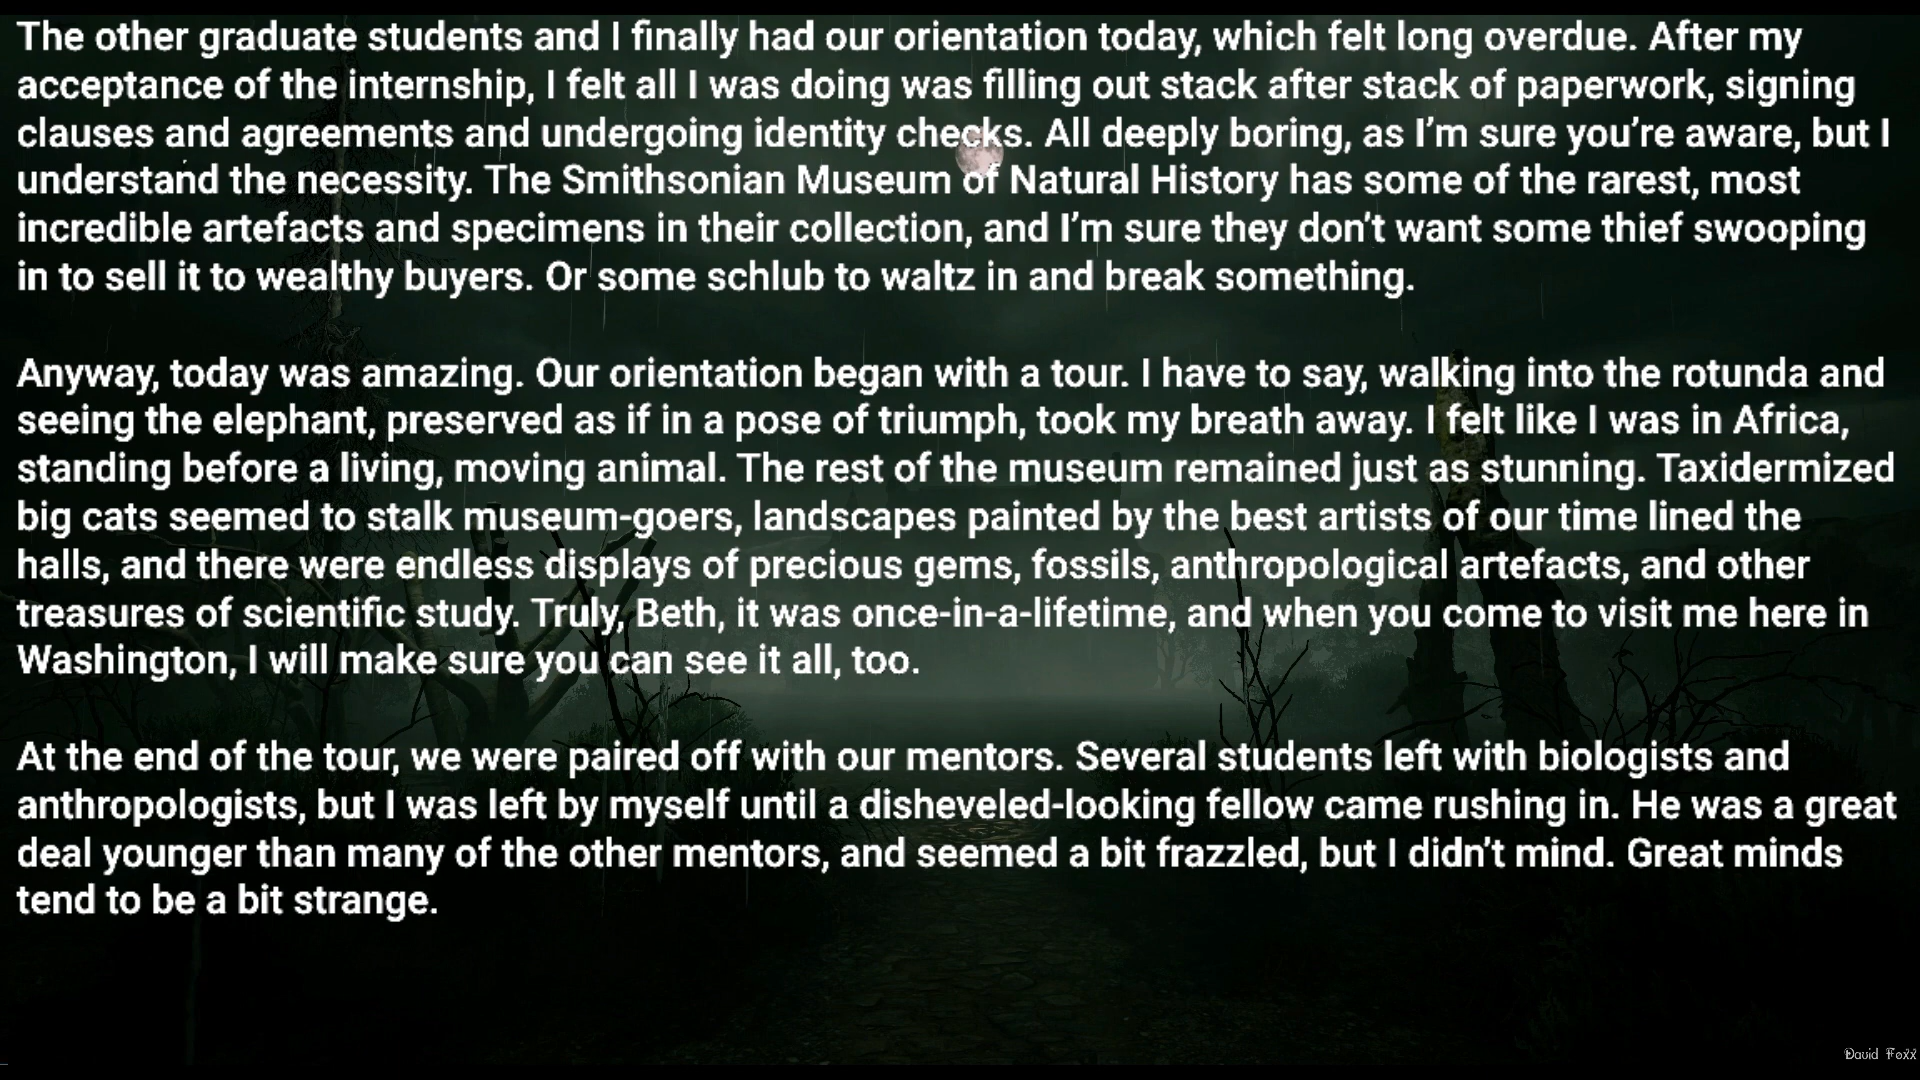 The other graduate students and I finally had our orientation today, which felt long overdue. After my
acceptance of the internship, I felt all I was doing was filling out stack after stack of paperwork, signing
clauses and agreements and undergoing identity checks. All deeply boring, as I’m sure you’re aware, but I
understand the necessity. The Smithsonian Museum of Natural History has some of the rarest, most
incredible artefacts and specimens in their collection, and I’m sure they don’t want some thief swooping
in to sell it to wealthy buyers. Or some schlub to waltz in and break something.
Anyway, today was amazing. Our orientation began with a tour. I have to say, walking into the rotunda and
seeing the elephant, preserved as if in a pose of triumph, took my breath away. I felt like I was in Africa,
standing before a living, moving animal. The rest of the museum remained just as stunning. Taxidermized
big cats seemed to stalk museum-goers, landscapes painted by the best artists of our time lined the
halls, and there were endless displays of precious gems, fossils, anthropological artefacts, and other
treasures of scientific study. Truly, Beth, it was once-in-a-lifetime, and when you come to visit me here in
Washington, I will make sure you can see it all, too.
At the end of the tour, we were paired off with our mentors. Several students left with biologists and
anthropologists, but I was left by myself until a disheveled-looking fellow came rushing in. He was a great
deal younger than many of the other mentors, and seemed a bit frazzled, but I didn’t mind. Great minds
tend to be a bit strange.
David Foxx